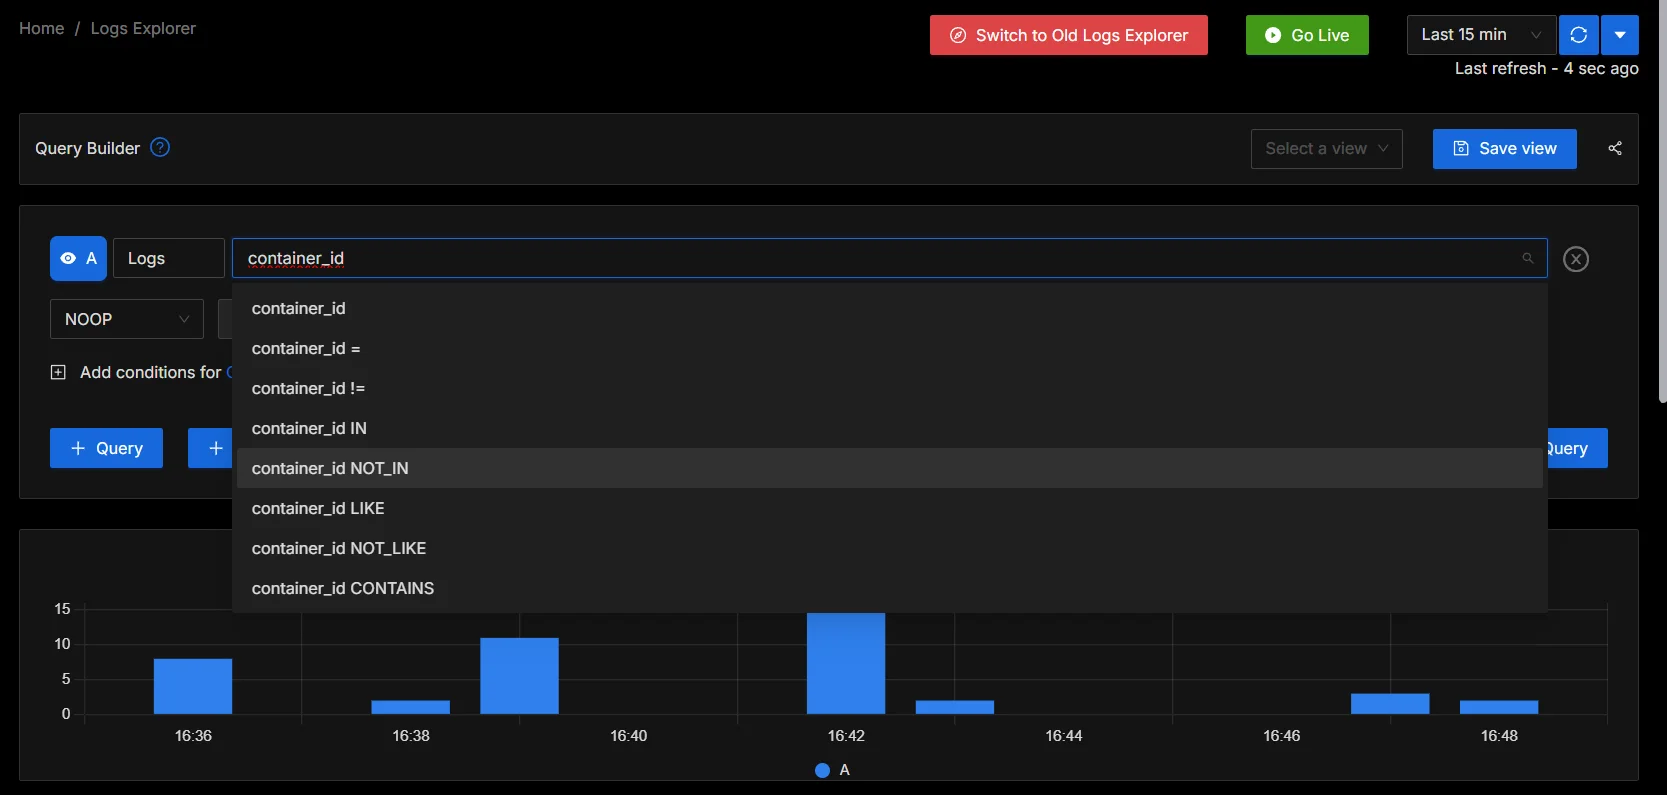 Home / Logs Explorer
Switch to Old Logs Explorer
Go Live
Last 15 min
Last refresh - 4 sec ago
Query Builder ?
Select a view
Save view
A
Logs
container_id
container_id
container_id =
container_id !=
container_id IN
container_id NOT_IN
container_id LIKE
container_id NOT_LIKE
container_id CONTAINS
NOOP
Add conditions for
+ Query
+
Query
15
10
5
0
16:36 16:38 16:40 16:42 16:44 16:46 16:48
A